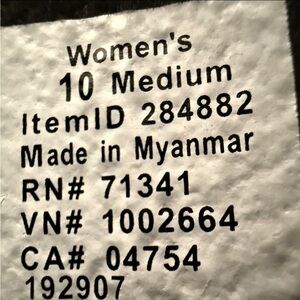 Women's
10 Medium
ItemID 284882
Made in Myanmar
RN# 71341
VN# 1002664
CA# 04754
192907